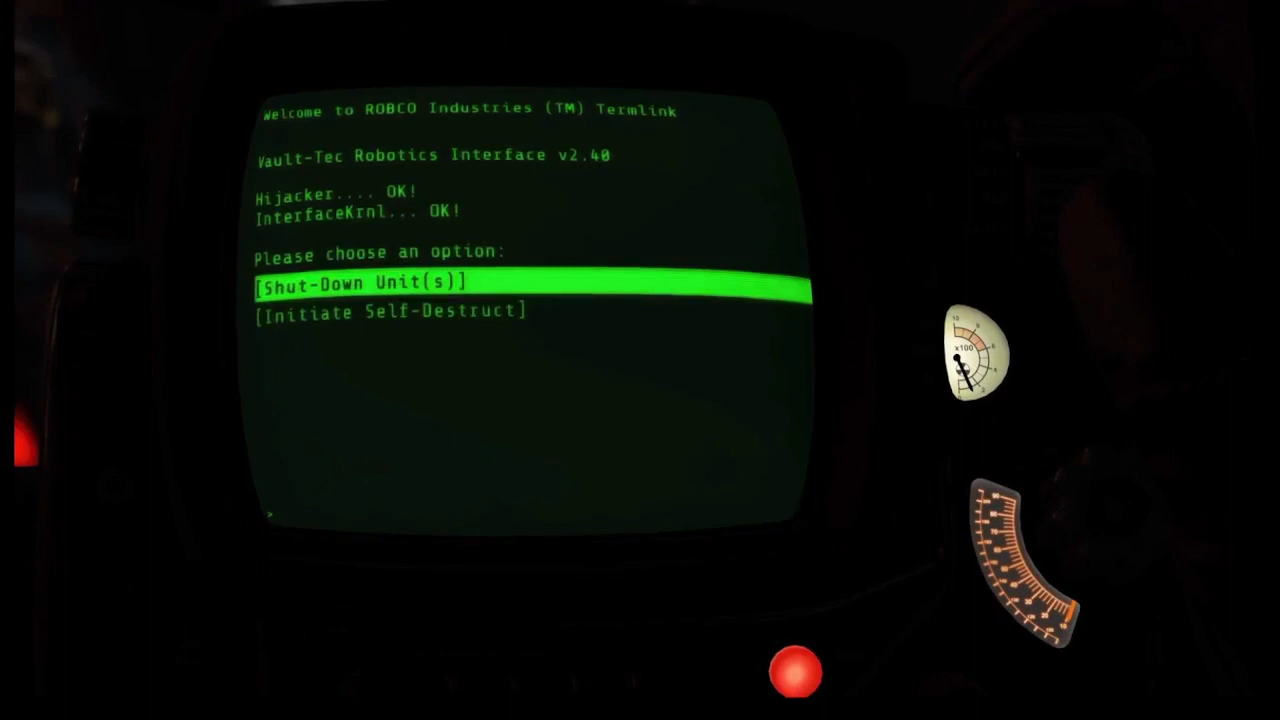 Welcome to ROBCO Industries (TM) Termlink
Vault-Tec Robotics Interface v2.40
Hijacker.... OK!
InterfaceKrnl... OK!
Please choose an option:
[Shut-Down Unit(s)]
[Initiate Self-Destruct]
>
x100